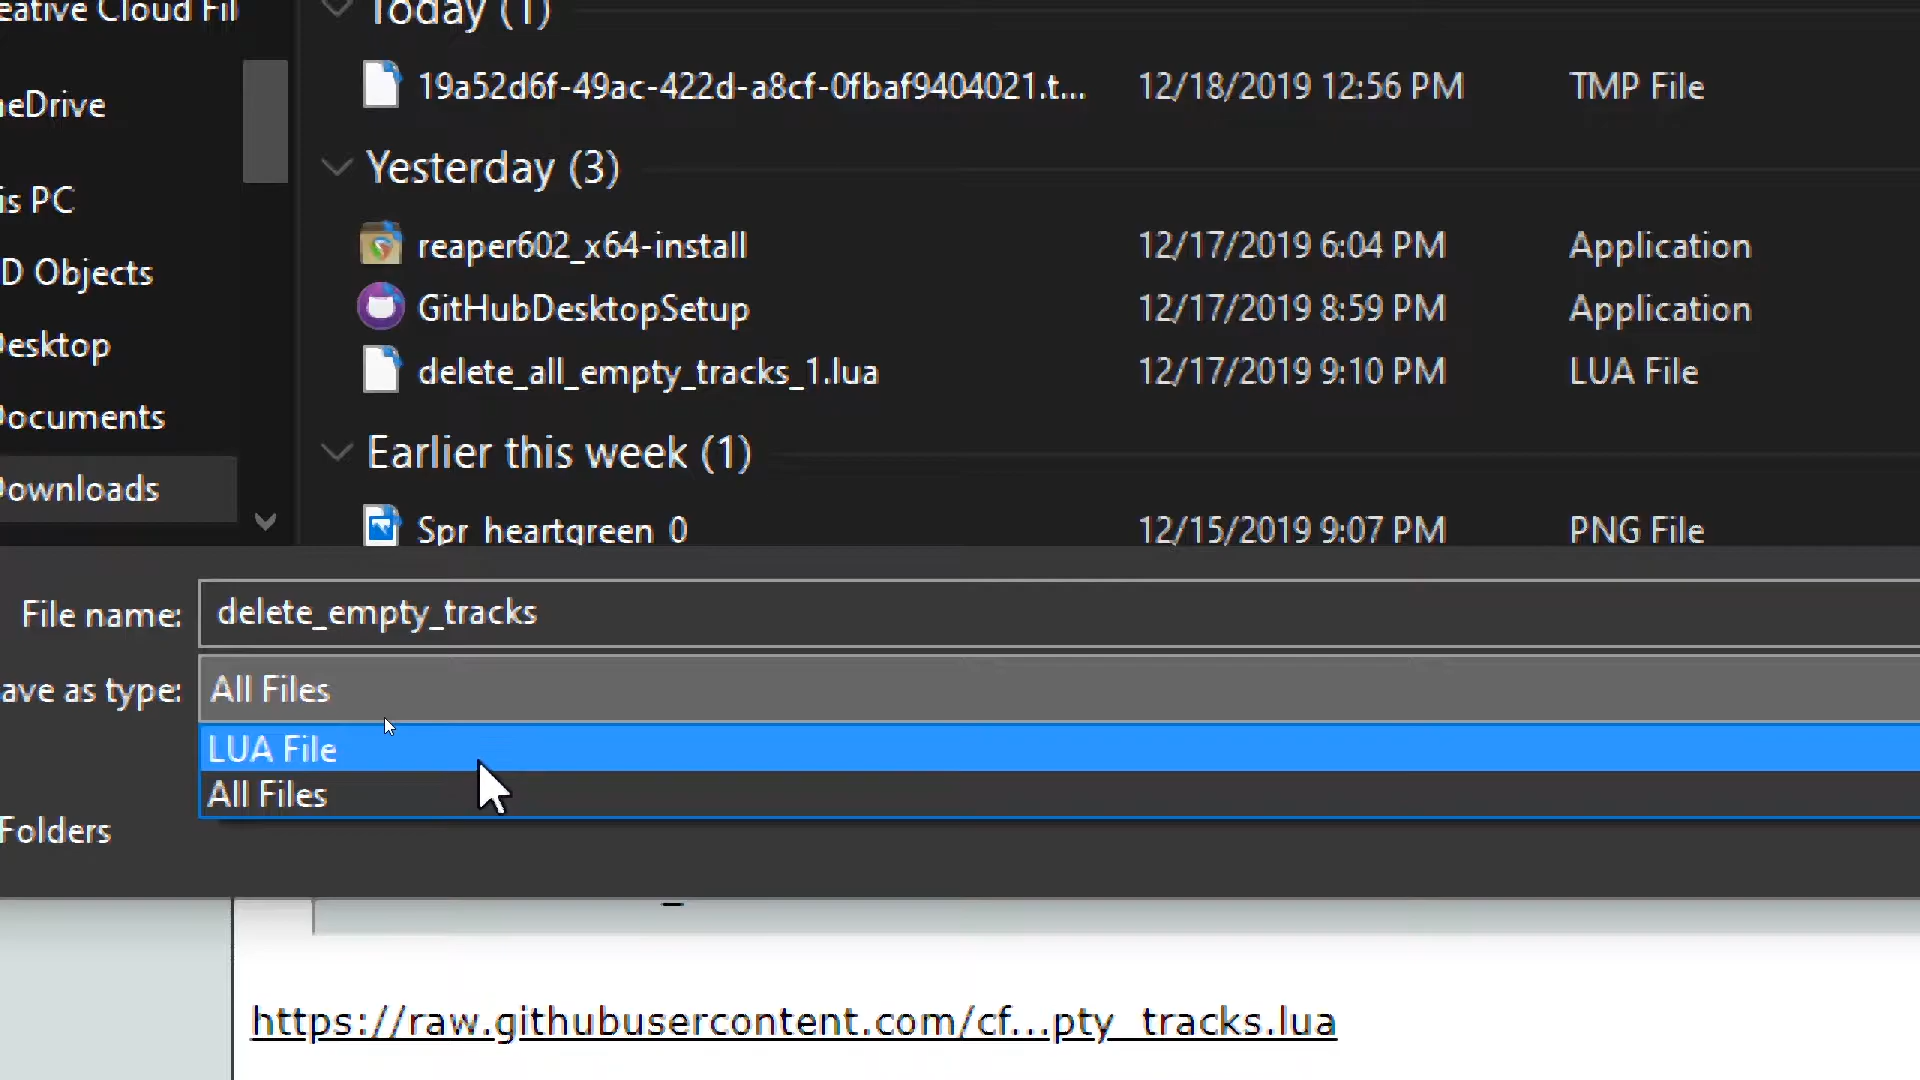 eative Cloud Fil
Today (1)
19a52d6f-49ac-422d-a8cf-0fbaf9404021.t... 12/18/2019 12:56 PM TMP File
neDrive
Yesterday (3)
is PC
reaper602_x64-install 12/17/2019 6:04 PM Application
D Objects
GitHubDesktopSetup 12/17/2019 8:59 PM Application
Desktop
delete_all_empty_tracks_1.lua 12/17/2019 9:10 PM LUA File
Documents
Earlier this week (1)
Downloads
Spr_heartgreen_0 12/15/2019 9:07 PM PNG File
File name: delete_empty_tracks
ave as type: All Files
LUA File
All Files
Folders
https://raw.githubusercontent.com/cf...pty_tracks.lua